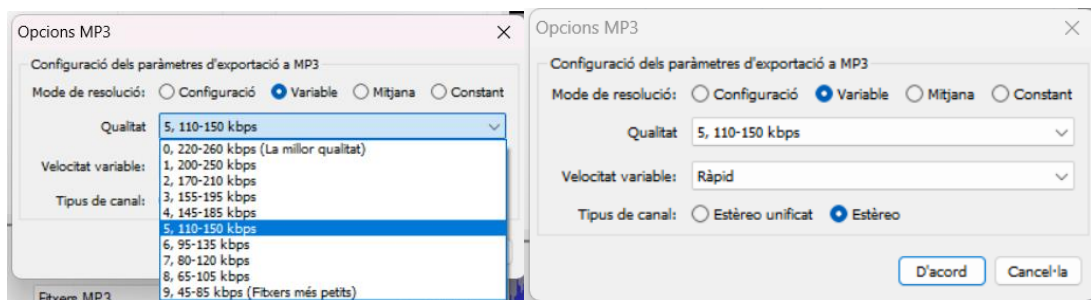 Opcions MP3
Configuració dels paràmetres d'exportació a MP3
Mode de resolució: Configuració Variable Mitjana Constant
Qualitat 5, 110-150 kbps
0, 220-260 kbps (La millor qualitat)
1, 200-250 kbps
Velocitat variable: 2, 170-210 kbps
3, 155-195 kbps
Tipus de canal: 4, 145-185 kbps
5, 110-150 kbps
6, 95-135 kbps
7, 80-120 kbps
8, 65-105 kbps
Fitxers MP3 9, 45-85 kbps (Fitxers més petits)
Opcions MP3
Configuració dels paràmetres d'exportació a MP3
Mode de resolució: Configuració Variable Mitjana Constant
Qualitat 5, 110-150 kbps
Velocitat variable: Ràpid
Tipus de canal: Estèreo unificat Estèreo
D'acord Cancel·la